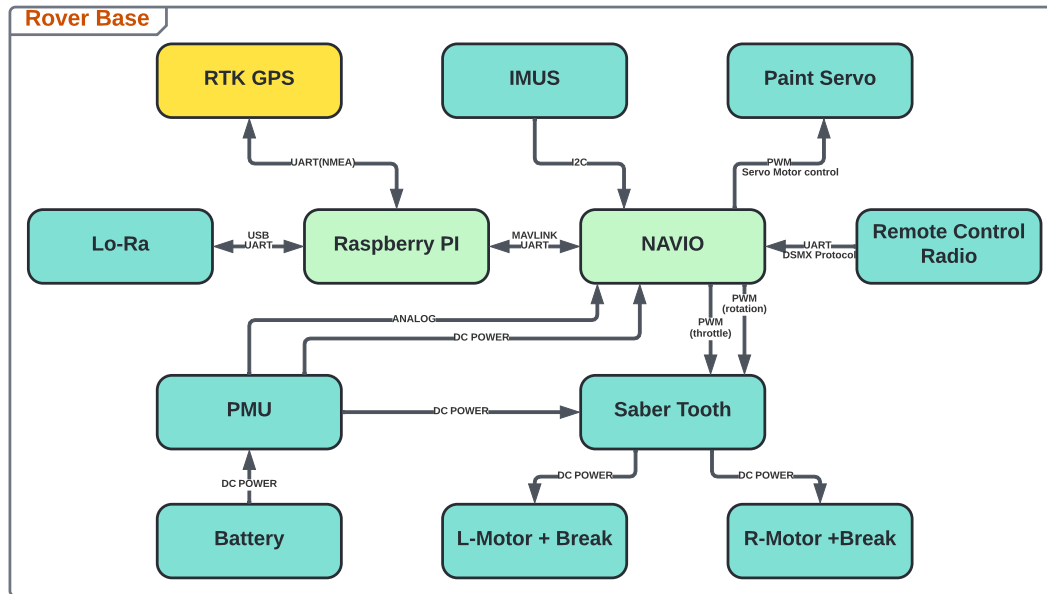 Rover Base
RTK GPS
IMUS
Paint Servo
UART(NMEA)
I2C
PWM
Servo Motor control
Lo-Ra
USB
UART
Raspberry PI
MAVLINK
UART
NAVIO
UART
DSMX Protocol
Remote Control
Radio
ANALOG
DC POWER
PWM
(throttle)
PWM
(rotation)
PMU
DC POWER
Saber Tooth
DC POWER
DC POWER
DC POWER
Battery
L-Motor + Break
R-Motor +Break